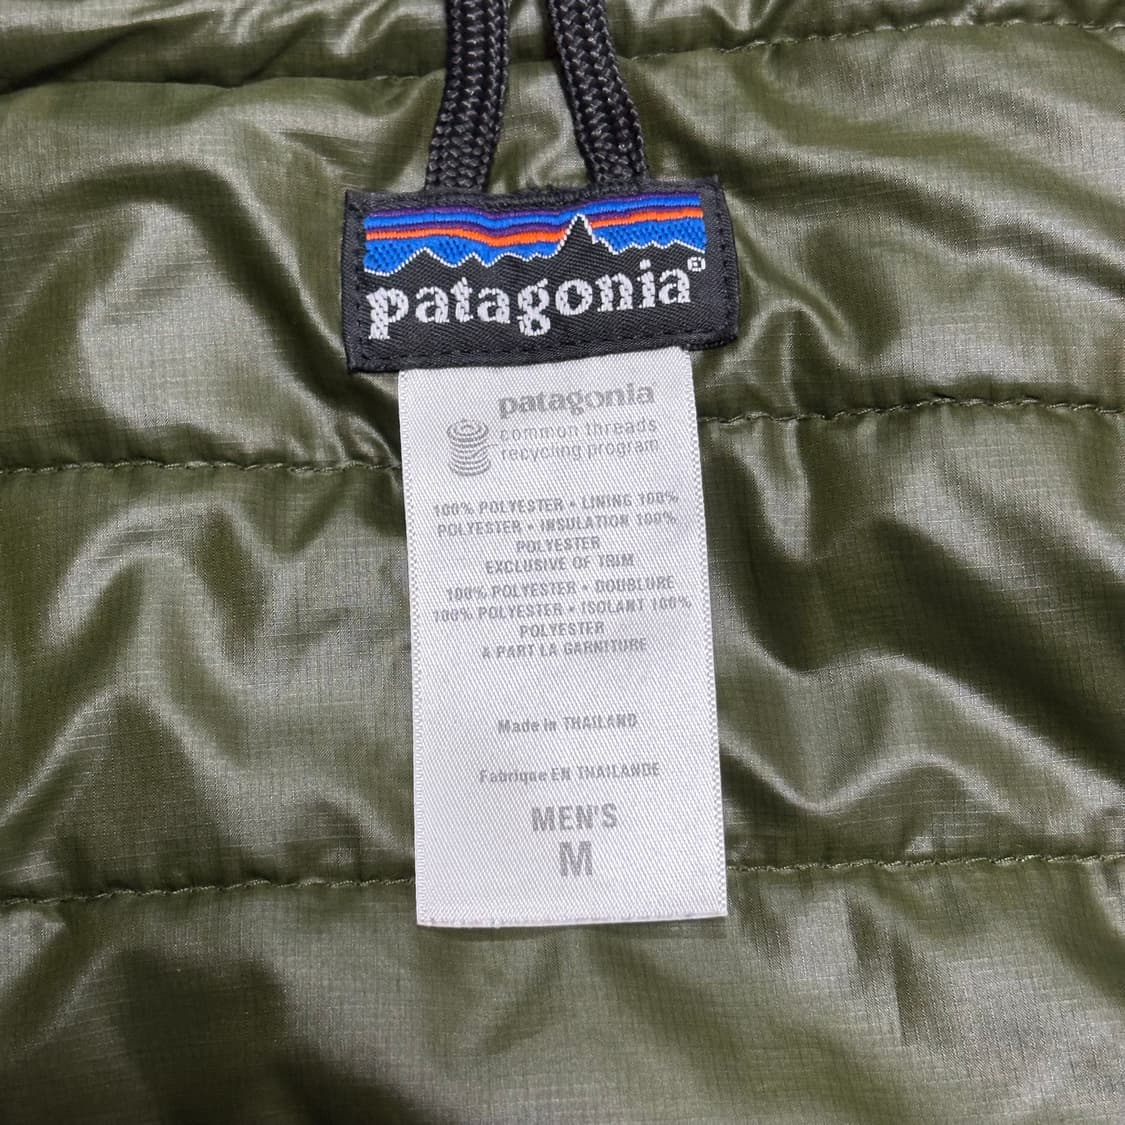 patagonia®
patagonia
common threads
recycling program
100% POLYESTER • LINING 100%
POLYESTER • INSULATION 100%
POLYESTER
EXCLUSIVE OF TRIM
100% POLYESTER • DOUBLURE
100% POLYESTER • ISOLANT 100%
POLYESTER
A PART LA GARNITURE
Made in THAILAND
Fabrique EN THAILANDE
MEN'S
M